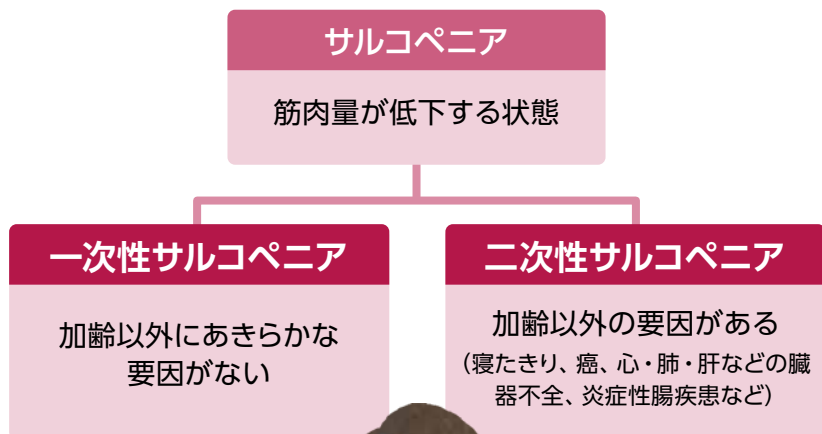 サルコペニア
筋肉量が低下する状態
一次性サルコペニア
加齢以外にあきらかな
要因がない
二次性サルコペニア
加齢以外の要因がある
（寝たきり、癌、心・肺・肝などの臓
器不全、炎症性腸疾患など）